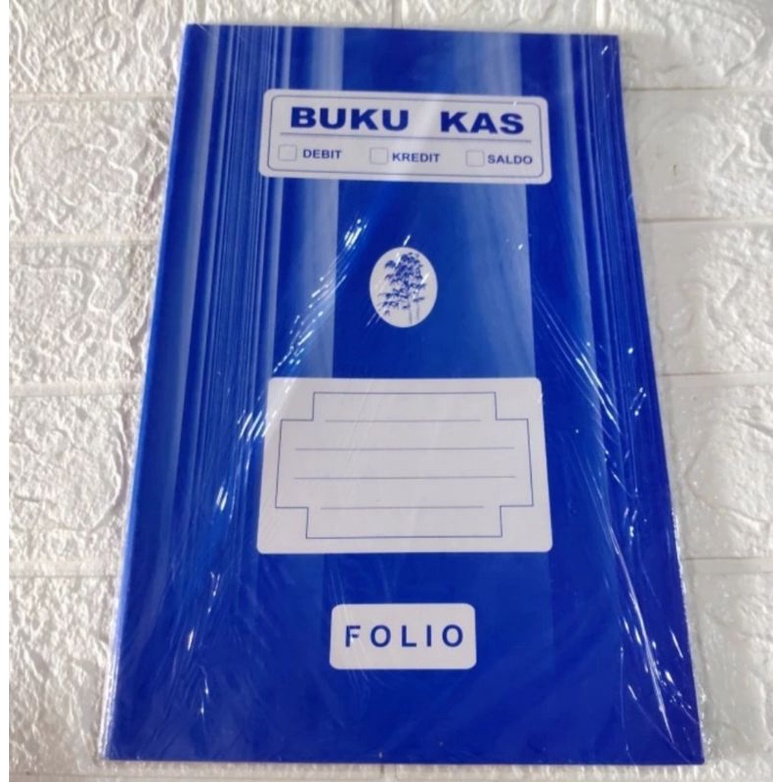 BUKU KAS
DEBIT KREDIT SALDO
FOLIO